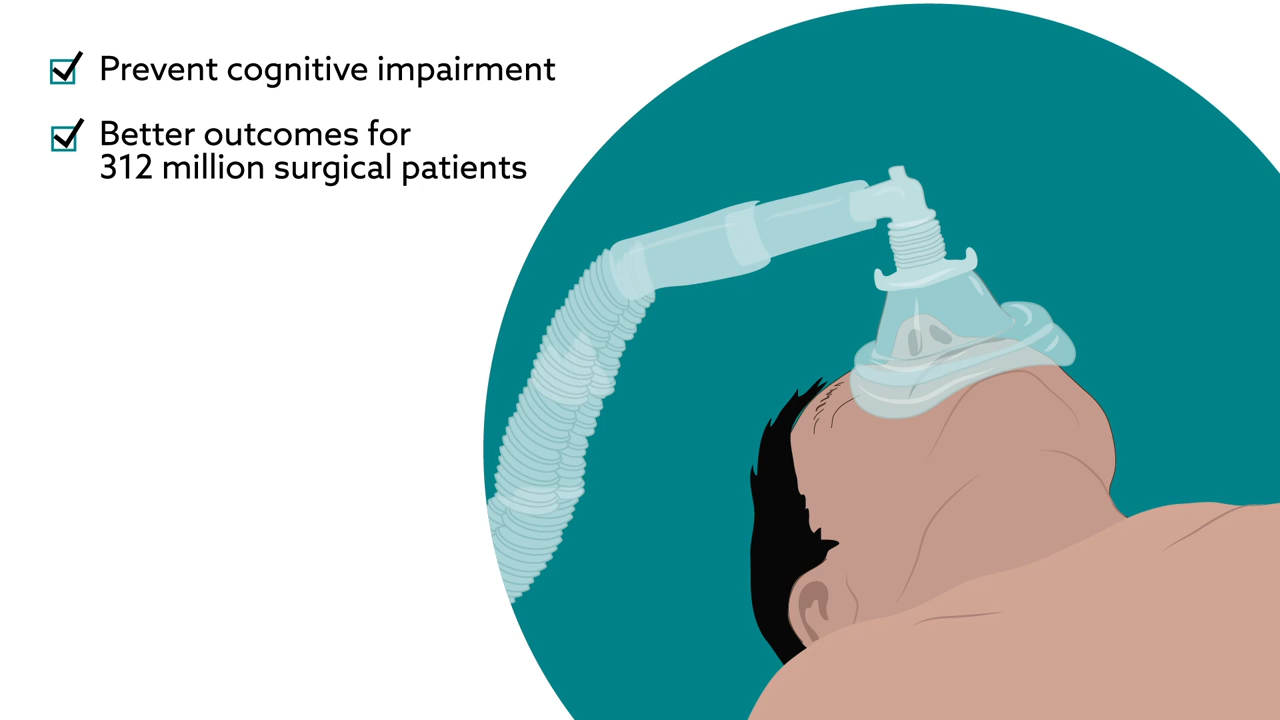 Prevent cognitive impairment
Better outcomes for
312 million surgical patients